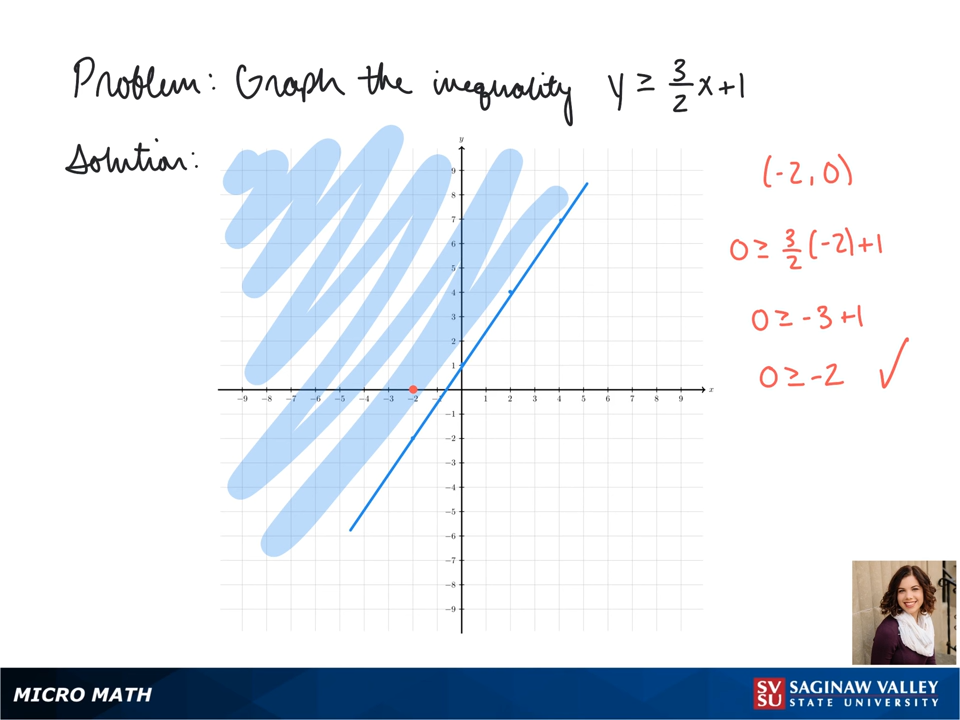 Problem: Graph the inequality y ≥ 3/2 x + 1
Solution:
y
9
8
7
6
5
4
3
2
1
−9 −8 −7 −6 −5 −4 −3 −2 −1 1 2 3 4 5 6 7 8 9 x
−1
−2
−3
−4
−5
−6
−7
−8
−9
(-2, 0)
0 ≥ 3/2 (-2) + 1
0 ≥ -3 + 1
0 ≥ -2 ✓
MICRO MATH
SV SU SAGINAW VALLEY
STATE UNIVERSITY